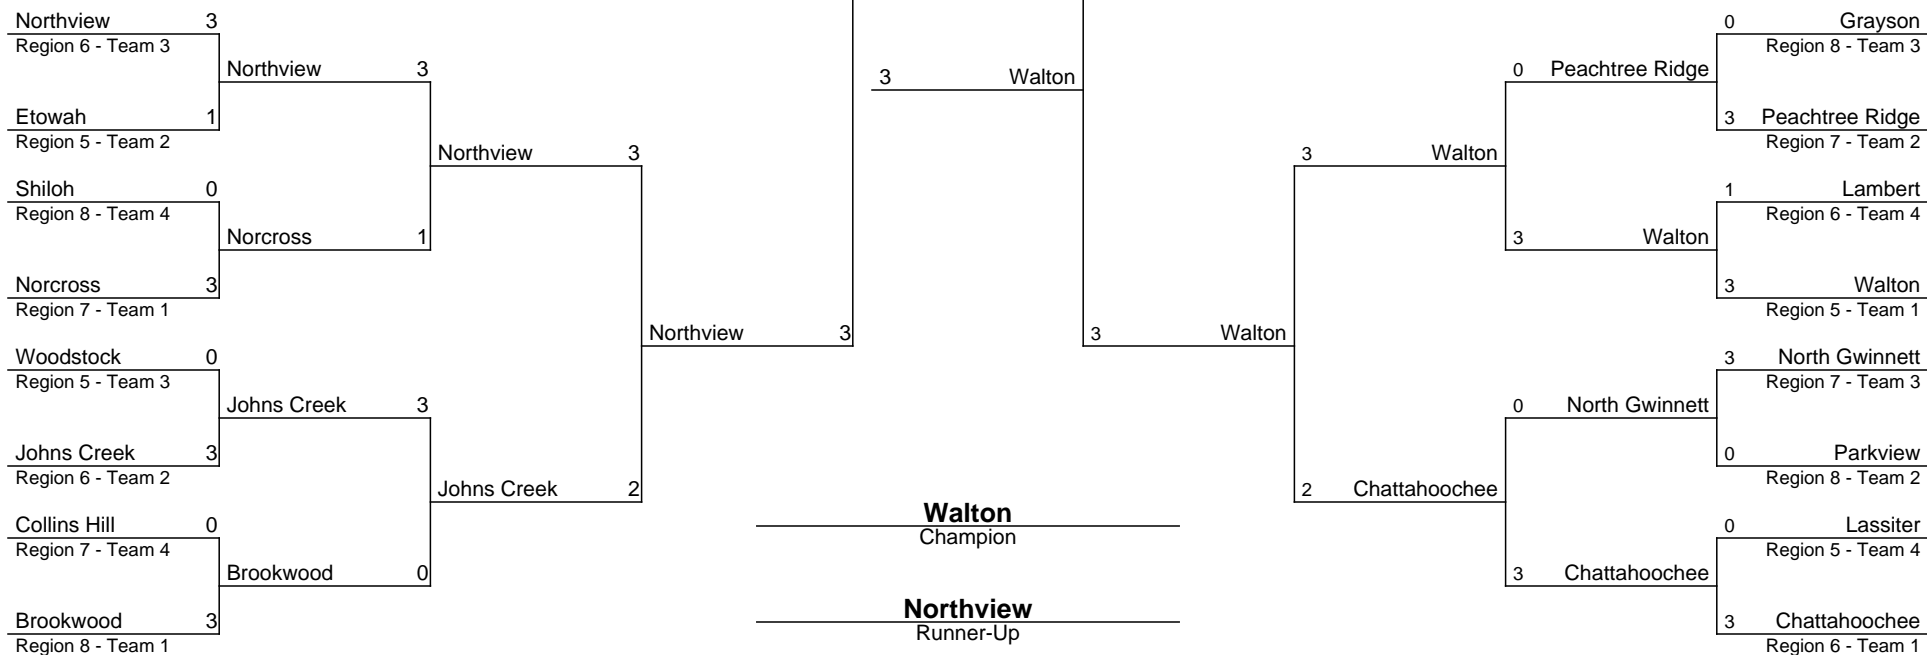 Northview 3
Region 6 - Team 3
Etowah 1
Region 5 - Team 2
Shiloh 0
Region 8 - Team 4
Norcross 3
Region 7 - Team 1
Woodstock 0
Region 5 - Team 3
Johns Creek 3
Region 6 - Team 2
Collins Hill 0
Region 7 - Team 4
Brookwood 3
Region 8 - Team 1
Northview 3
Norcross 1
Johns Creek 3
Brookwood 0
Northview 3
Johns Creek 2
Northview 3
3 Walton
Walton
Champion
Northview
Runner-Up
3 Walton
3 Walton
2 Chattahoochee
0 Peachtree Ridge
3 Walton
0 North Gwinnett
3 Chattahoochee
0 Grayson
Region 8 - Team 3
3 Peachtree Ridge
Region 7 - Team 2
1 Lambert
Region 6 - Team 4
3 Walton
Region 5 - Team 1
3 North Gwinnett
Region 7 - Team 3
0 Parkview
Region 8 - Team 2
0 Lassiter
Region 5 - Team 4
3 Chattahoochee
Region 6 - Team 1